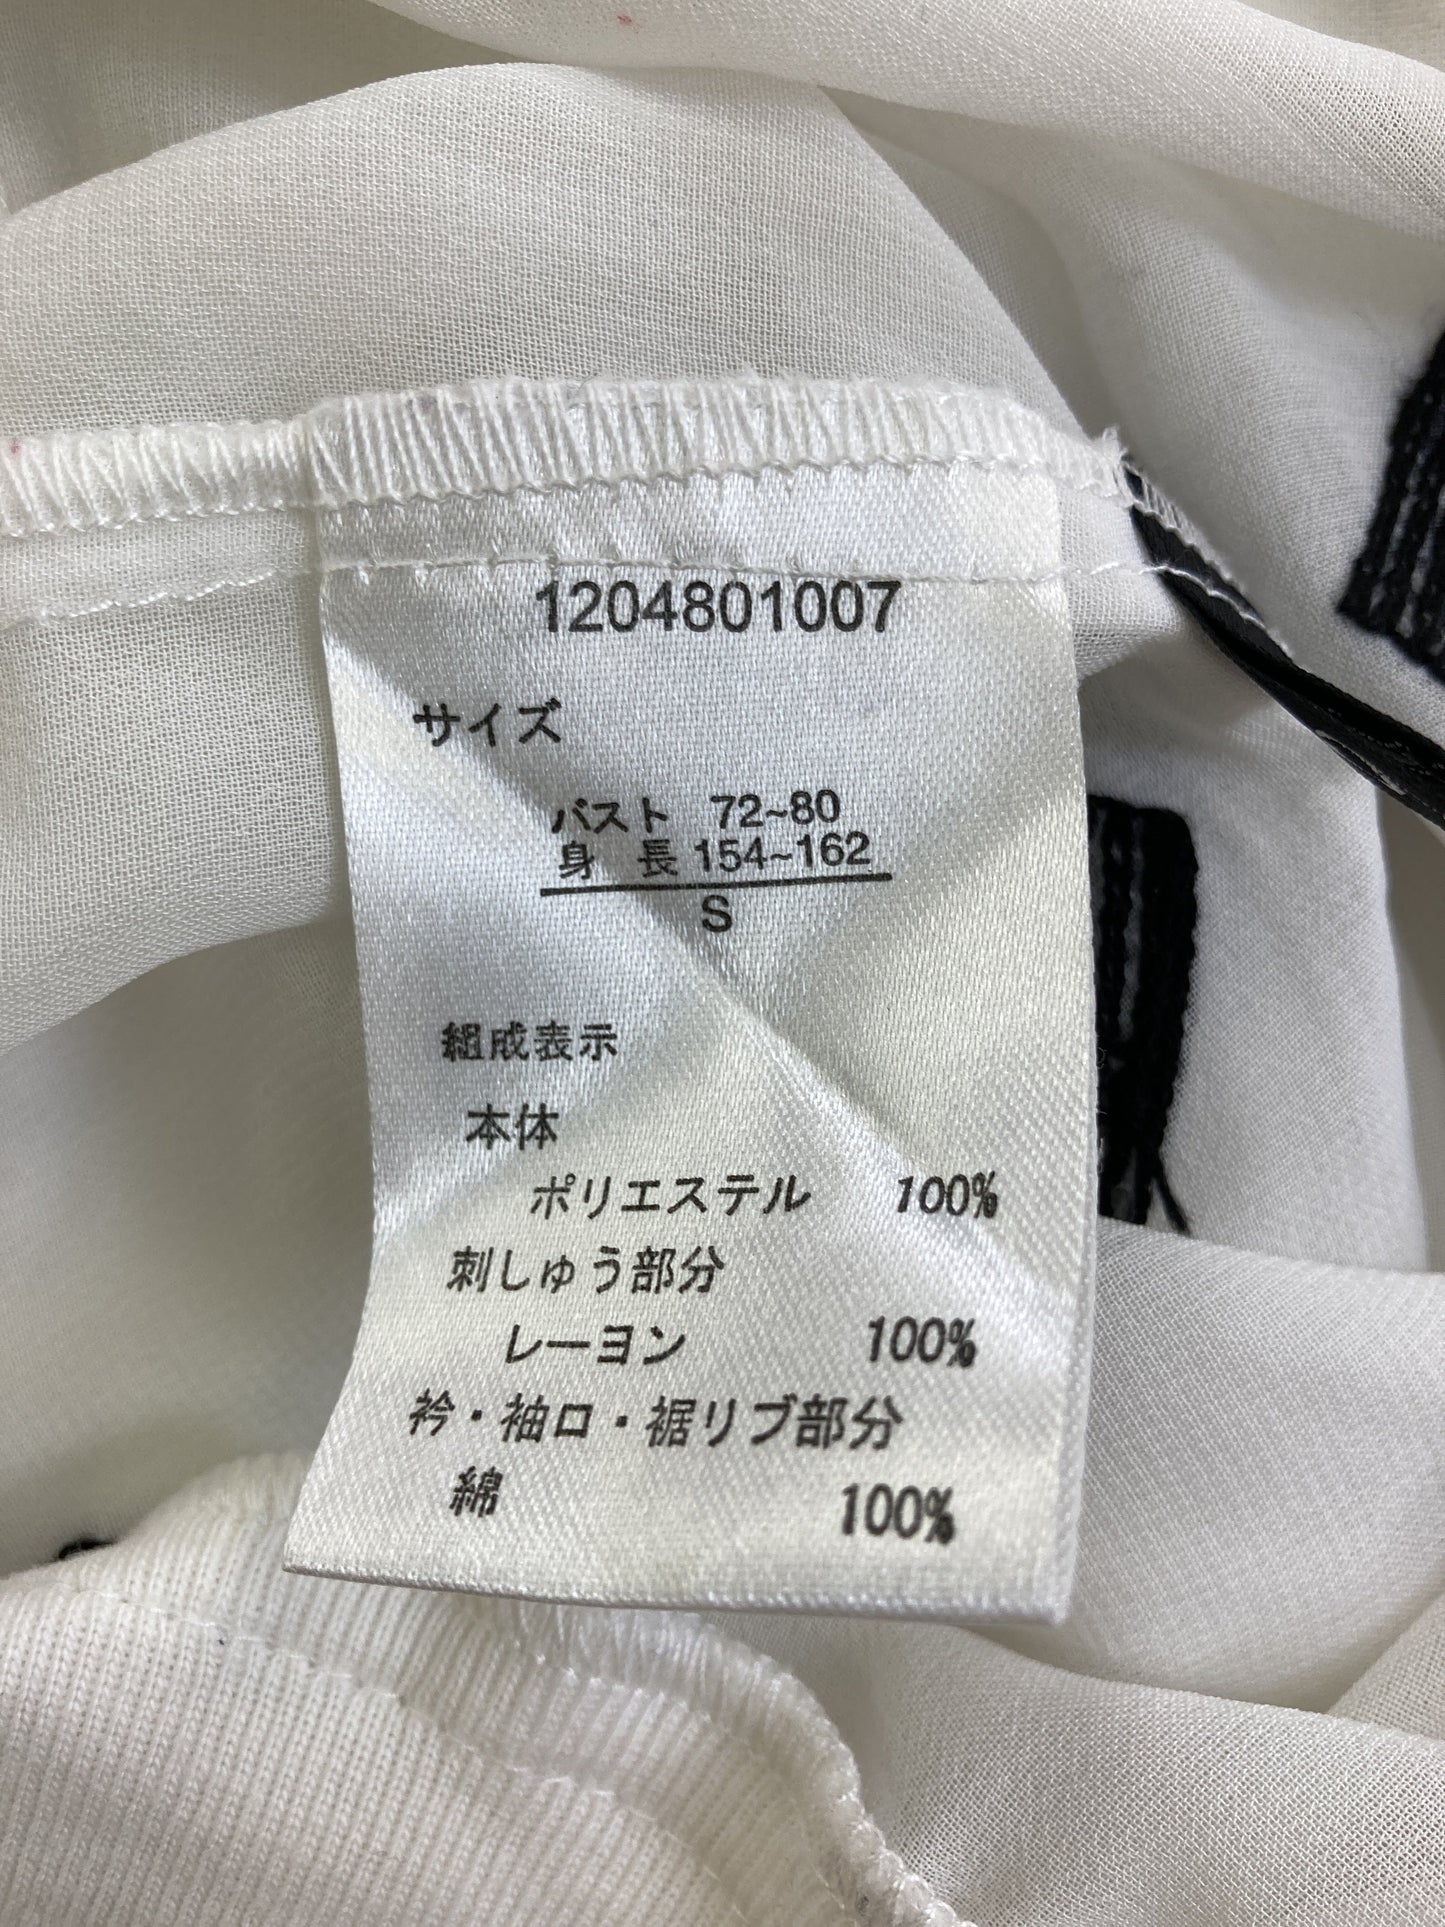 1204801007
サイズ
バスト 72~80
身 長 154~162
S
組成表示
本体
ポリエステル 100%
刺しゅう部分
レーヨン 100%
衿・袖口・裾リブ部分
綿 100%